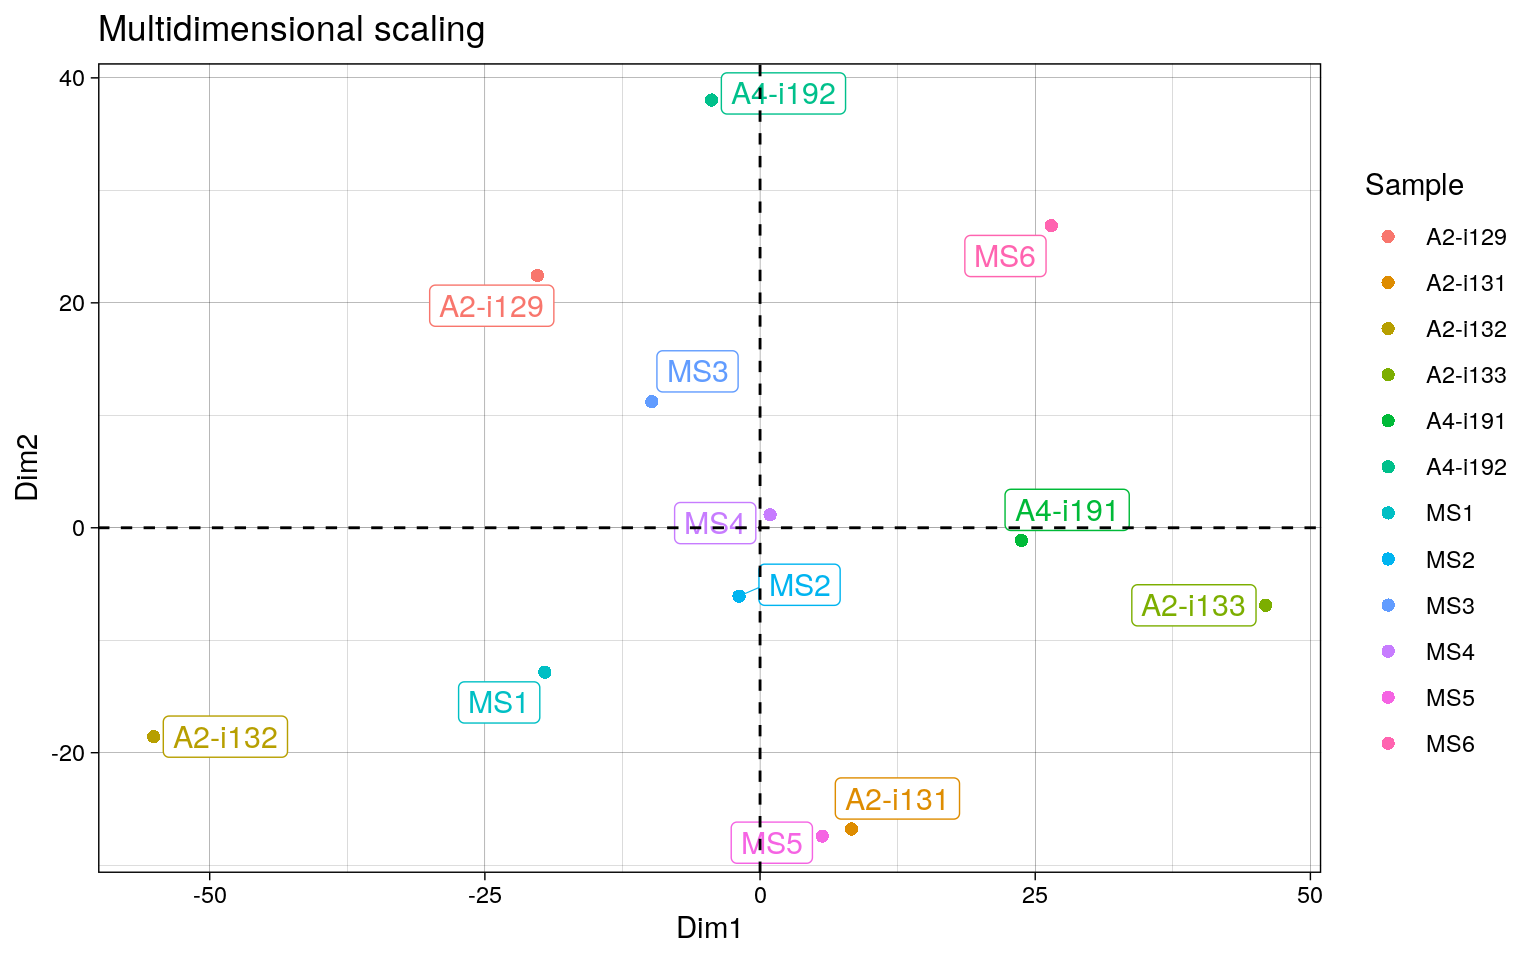 Multidimensional scaling
40
20
0
-20
Dim2
A4-i192
MS6
A2-i129
MS3
A4-i191
MS4
MS2
A2-i133
MS1
A2-i132
A2-i131
MS5
-50
-25
0
25
50
Dim1
Sample
A2-i129
A2-i131
A2-i132
A2-i133
A4-i191
A4-i192
MS1
MS2
MS3
MS4
MS5
MS6